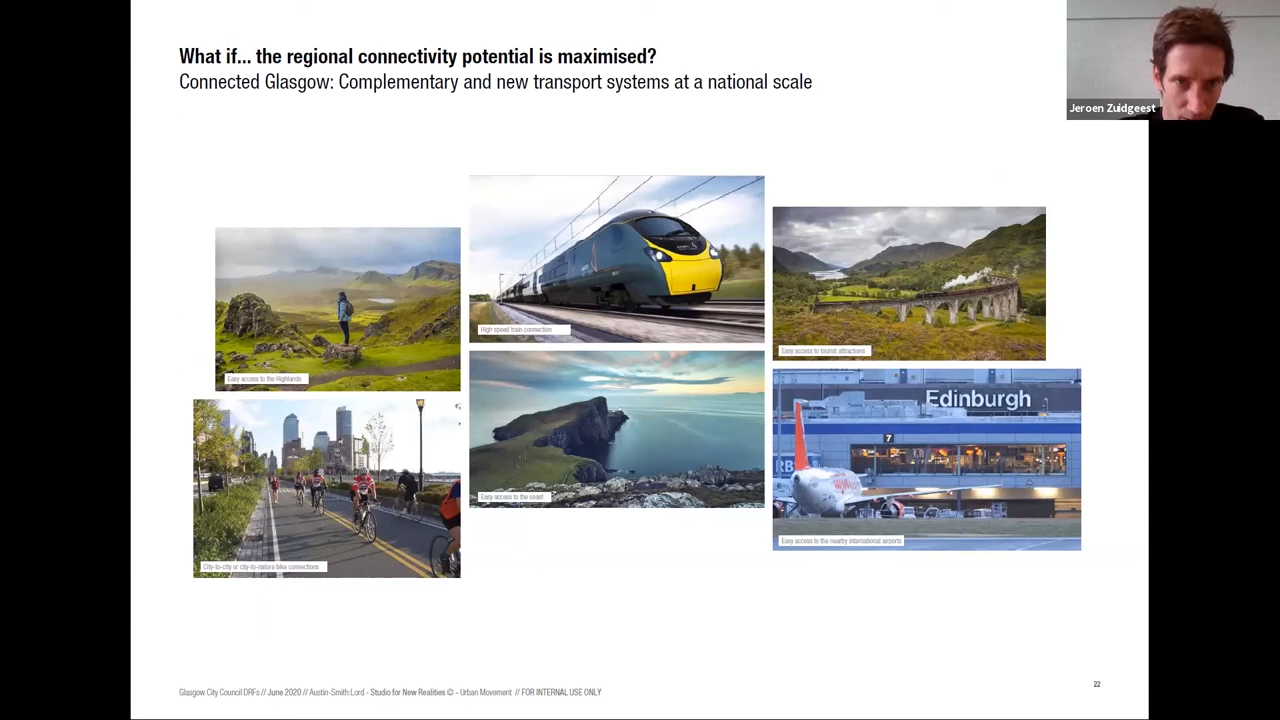 What if... the regional connectivity potential is maximised?
Connected Glasgow: Complementary and new transport systems at a national scale
Jeroen Zuidgeest
High speed train connection
Easy access to tourist attractions
Easy access to the Highlands
Edinburgh
7
Easy access to the coast
Easy access to the nearby international airports
City-to-city or city-to-nature bike connections
Glasgow City Council DRFs // June 2020 // Austin-Smith:Lord - Studio for New Realities © - Urban Movement // FOR INTERNAL USE ONLY
22